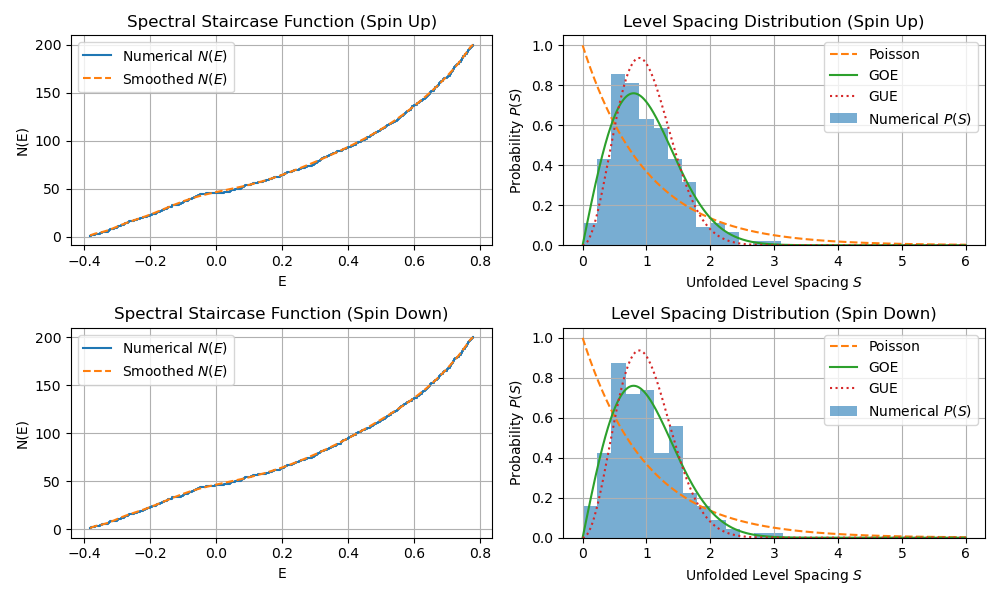 Spectral Staircase Function (Spin Up)
200
150
100
50
0
N(E)
Numerical N(E)
Smoothed N(E)
−0.4 −0.2 0.0 0.2 0.4 0.6 0.8
E
Level Spacing Distribution (Spin Up)
1.0
0.8
0.6
0.4
0.2
0.0
Probability P(S)
Poisson
GOE
GUE
Numerical P(S)
0 1 2 3 4 5 6
Unfolded Level Spacing S
Spectral Staircase Function (Spin Down)
200
150
100
50
0
N(E)
Numerical N(E)
Smoothed N(E)
−0.4 −0.2 0.0 0.2 0.4 0.6 0.8
E
Level Spacing Distribution (Spin Down)
1.0
0.8
0.6
0.4
0.2
0.0
Probability P(S)
Poisson
GOE
GUE
Numerical P(S)
0 1 2 3 4 5 6
Unfolded Level Spacing S